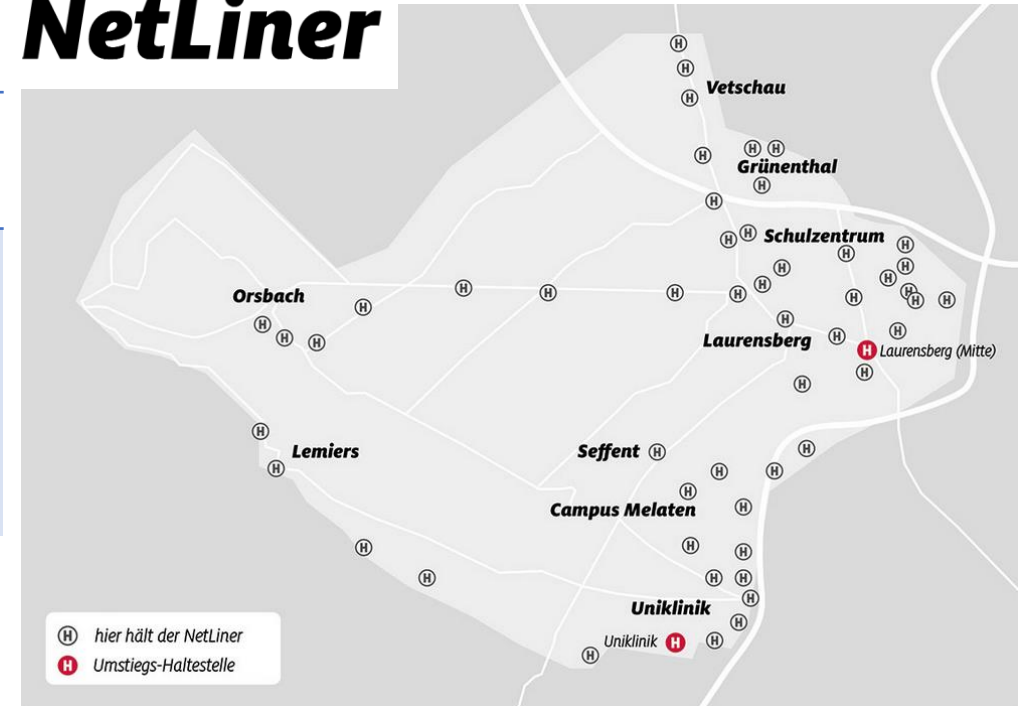 NetLiner
Vetschau
Grünenthal
Schulzentrum
Orsbach
Laurensberg
H Laurensberg (Mitte)
Lemiers
Seffent
Campus Melaten
Uniklinik
Uniklinik H
H hier hält der NetLiner
H Umstiegs-Haltestelle